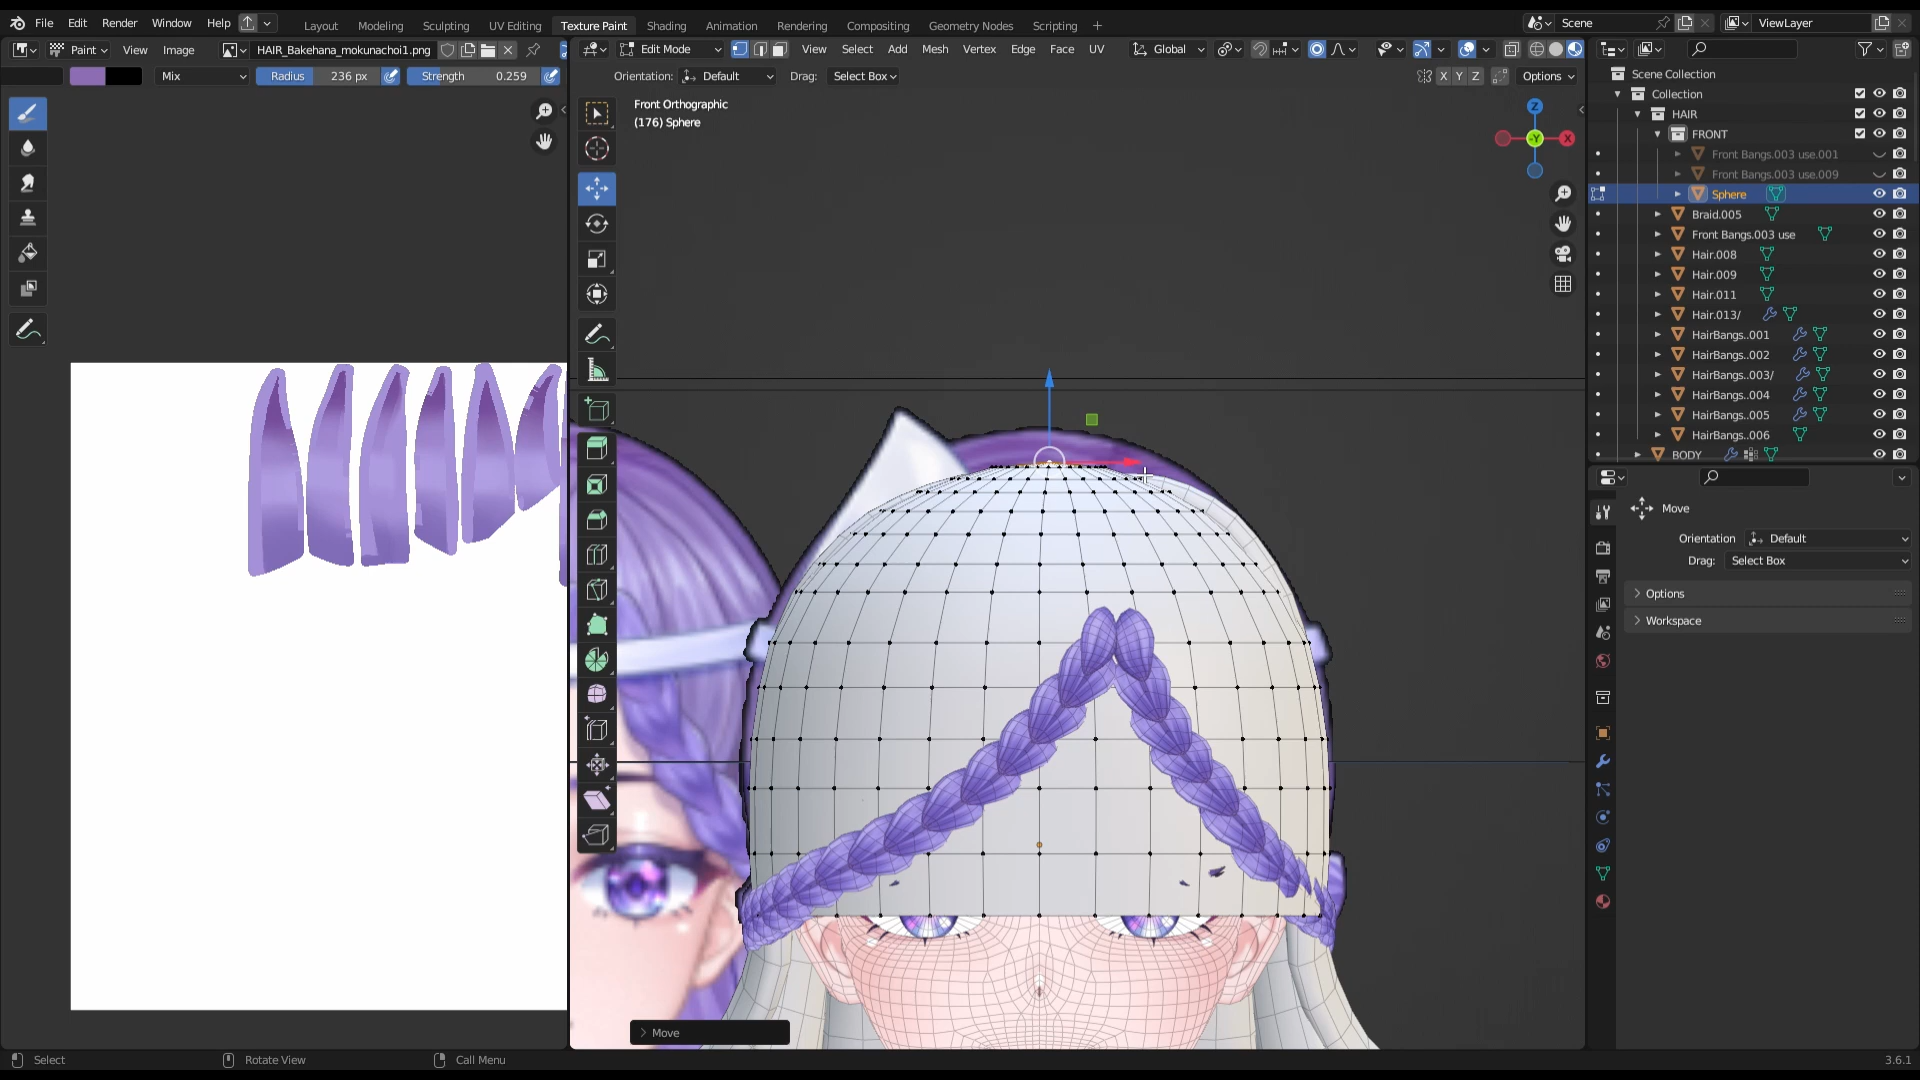 File Edit Render Window Help
Layout Modeling Sculpting UV Editing Texture Paint Shading Animation Rendering Compositing Geometry Nodes Scripting +
Scene ViewLayer
Paint View Image HAIR_Bakehana_mokunachoi1.png
Edit Mode View Select Add Mesh Vertex Edge Face UV Global
Mix Radius 236 px Strength 0.259
Orientation: Default Drag: Select Box X Y Z Options
Front Orthographic
(176) Sphere
Z
-Y
X
Scene Collection
Collection
HAIR
FRONT
Front Bangs.003 use.001
Front Bangs.003 use.009
Sphere
Braid.005
Front Bangs.003 use
Hair.008
Hair.009
Hair.011
Hair.013/
HairBangs..001
HairBangs..002
HairBangs..003/
HairBangs..004
HairBangs..005
HairBangs..006
BODY
Move
Orientation Default
Drag: Select Box
Options
Workspace
Move
Select Rotate View Call Menu 3.6.1